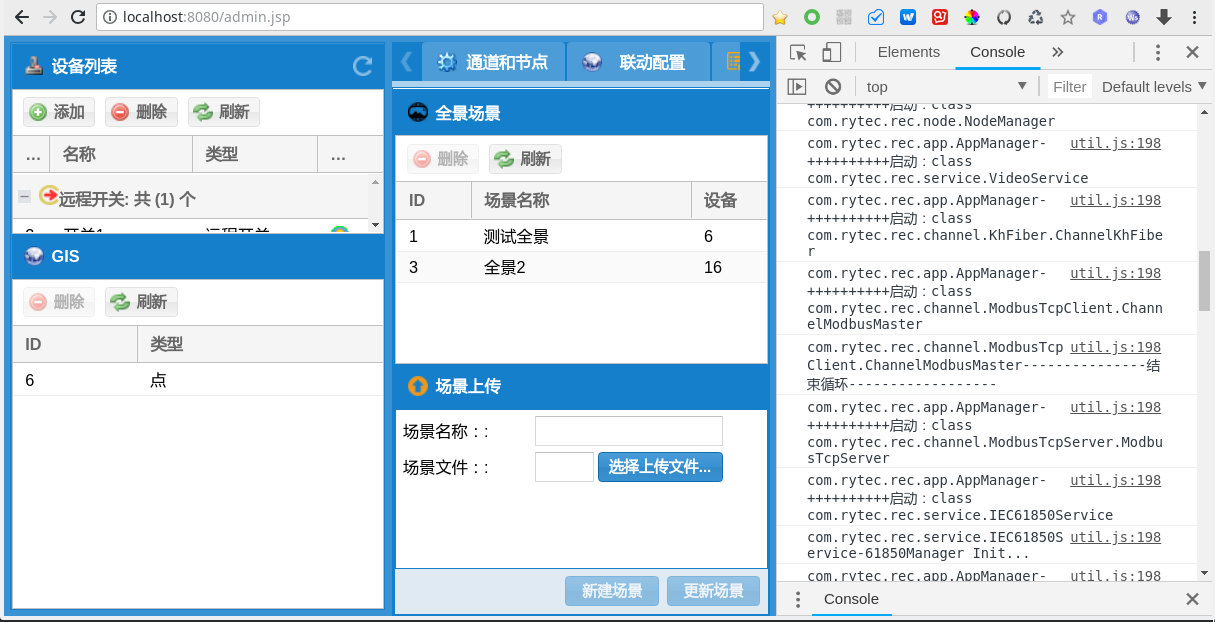 localhost:8080/admin.jsp
设备列表
添加 删除 刷新
... 名称 类型 ...
远程开关: 共 (1) 个
GIS
删除 刷新
ID 类型
6 点
通道和节点 联动配置
全景场景
删除 刷新
ID 场景名称 设备
1 测试全景 6
3 全景2 16
场景上传
场景名称 : :
场景文件 : : 选择上传文件...
新建场景 更新场景
Elements Console »
top Filter Default levels
++++++++++启动：class
com.rytec.rec.node.NodeManager
com.rytec.rec.app.AppManager- util.js:198
++++++++++启动：class
com.rytec.rec.service.VideoService
com.rytec.rec.app.AppManager- util.js:198
++++++++++启动：class
com.rytec.rec.channel.KhFiber.ChannelKhFibe
r
com.rytec.rec.app.AppManager- util.js:198
++++++++++启动：class
com.rytec.rec.channel.ModbusTcpClient.Chann
elModbusMaster
com.rytec.rec.channel.ModbusTcp util.js:198
Client.ChannelModbusMaster---------------结
束循环------------------
com.rytec.rec.app.AppManager- util.js:198
++++++++++启动：class
com.rytec.rec.channel.ModbusTcpServer.Modbu
sTcpServer
com.rytec.rec.app.AppManager- util.js:198
++++++++++启动：class
com.rytec.rec.service.IEC61850Service
com.rytec.rec.service.IEC61850S util.js:198
ervice-61850Manager Init...
com.rytec.rec.app.AppManager- util.js:198
Console